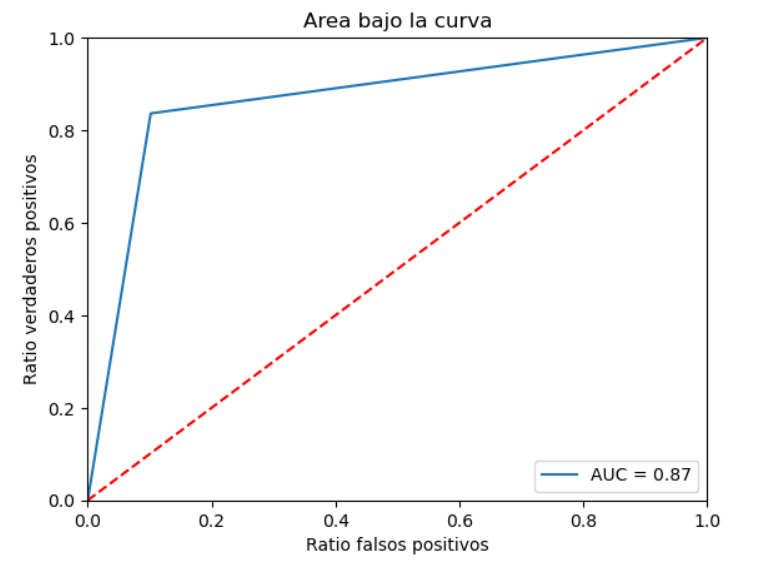 Area bajo la curva
Ratio verdaderos positivos
1.0
0.8
0.6
0.4
0.2
0.0
AUC = 0.87
0.0 0.2 0.4 0.6 0.8 1.0
Ratio falsos positivos